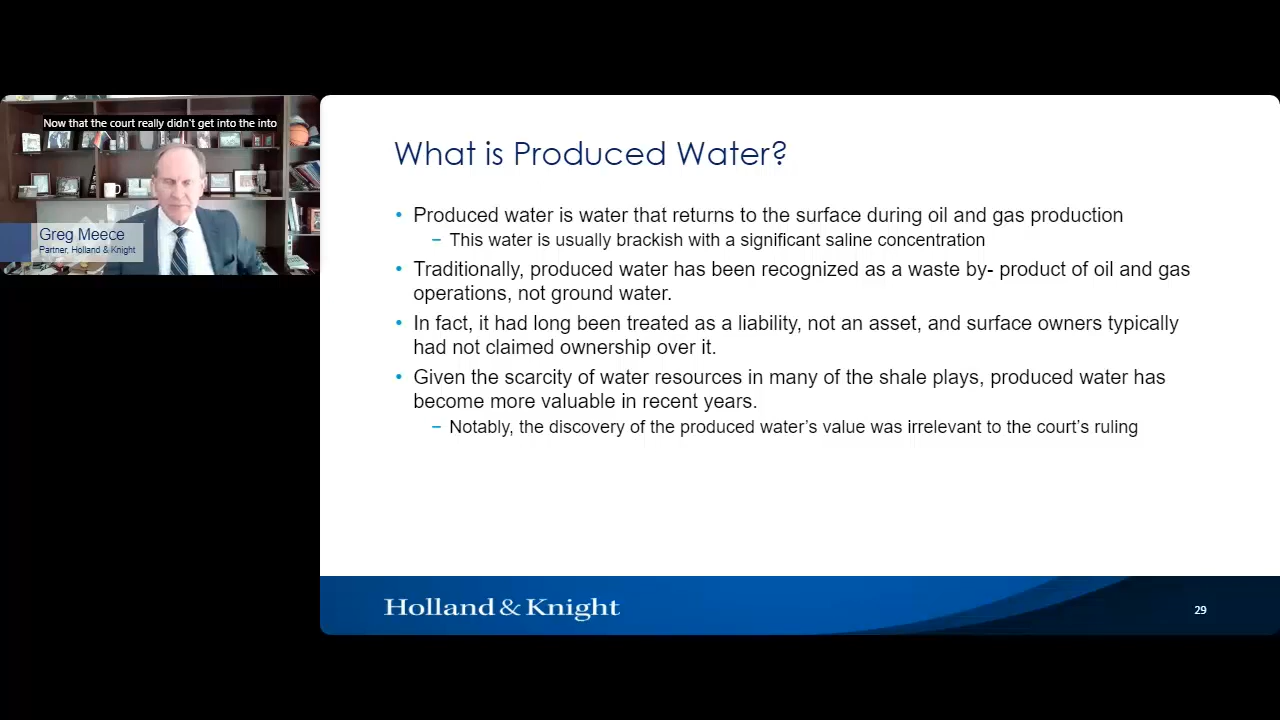 Now that the court really didn't get into the into
Greg Meece
Partner, Holland & Knight
What is Produced Water?
• Produced water is water that returns to the surface during oil and gas production
– This water is usually brackish with a significant saline concentration
• Traditionally, produced water has been recognized as a waste by- product of oil and gas
operations, not ground water.
• In fact, it had long been treated as a liability, not an asset, and surface owners typically
had not claimed ownership over it.
• Given the scarcity of water resources in many of the shale plays, produced water has
become more valuable in recent years.
– Notably, the discovery of the produced water's value was irrelevant to the court's ruling
Holland & Knight
29